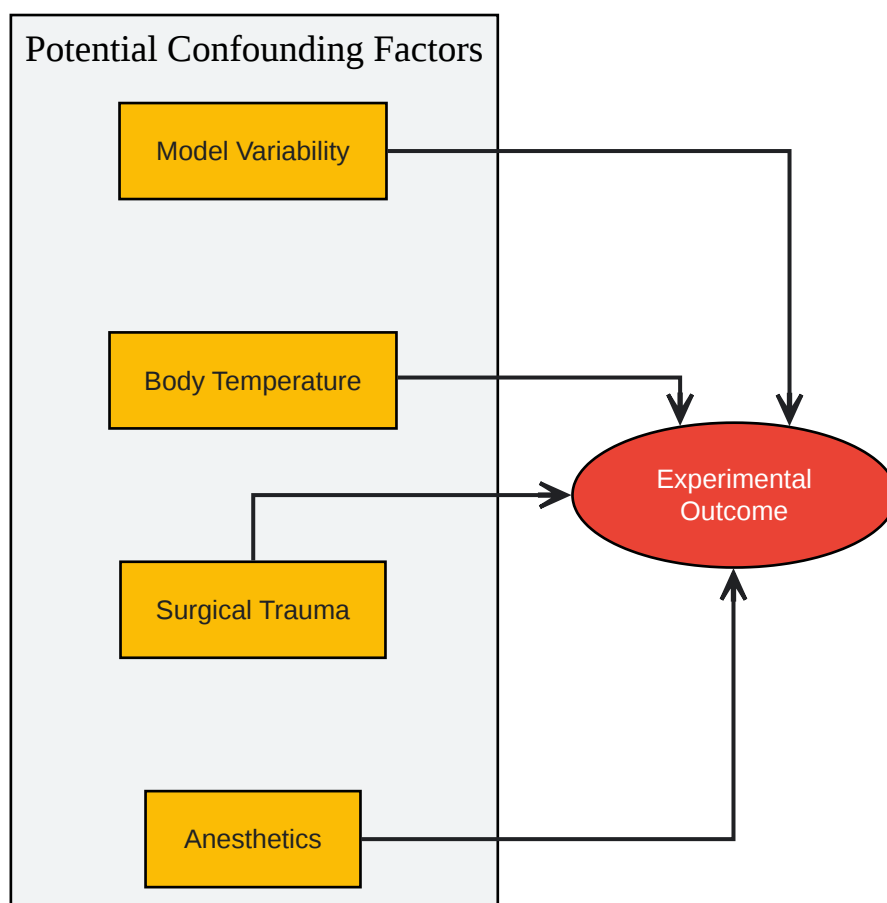 Potential Confounding Factors
Model Variability
Body Temperature
Experimental
Outcome
Surgical Trauma
Anesthetics